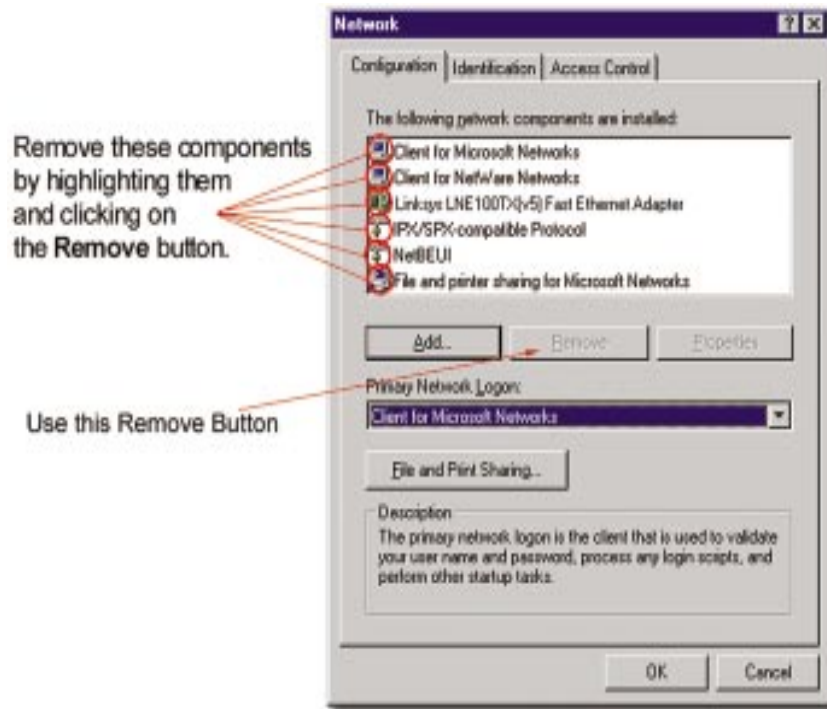 Network
Configuration
Identification
Access Control
The following network components are installed:
Remove these components
by highlighting them
and clicking on
the Remove button.
Client for Microsoft Networks
Client for NetWare Networks
Linksys LNE100TX(v5) Fast Ethernet Adapter
IPX/SPX-compatible Protocol
NetBEUI
File and printer sharing for Microsoft Networks
Add...
Remove
Properties
Use this Remove Button
Primary Network Logon:
Client for Microsoft Networks
File and Print Sharing...
Description
The primary network logon is the client that is used to validate
your user name and password, process any login scripts, and
perform other startup tasks.
OK
Cancel